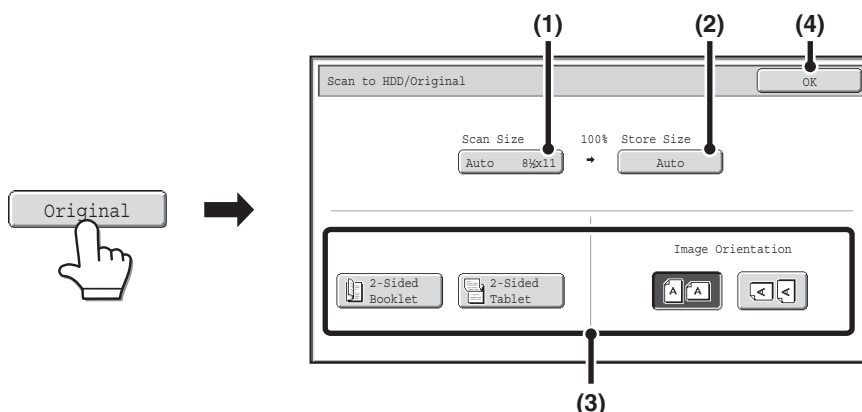 (1) (2) (4)
Scan to HDD/Original OK
Scan Size 100% Store Size
Auto 8½x11 Auto
Original
Image Orientation
2-Sided Booklet
2-Sided Tablet
A A A A
(3)